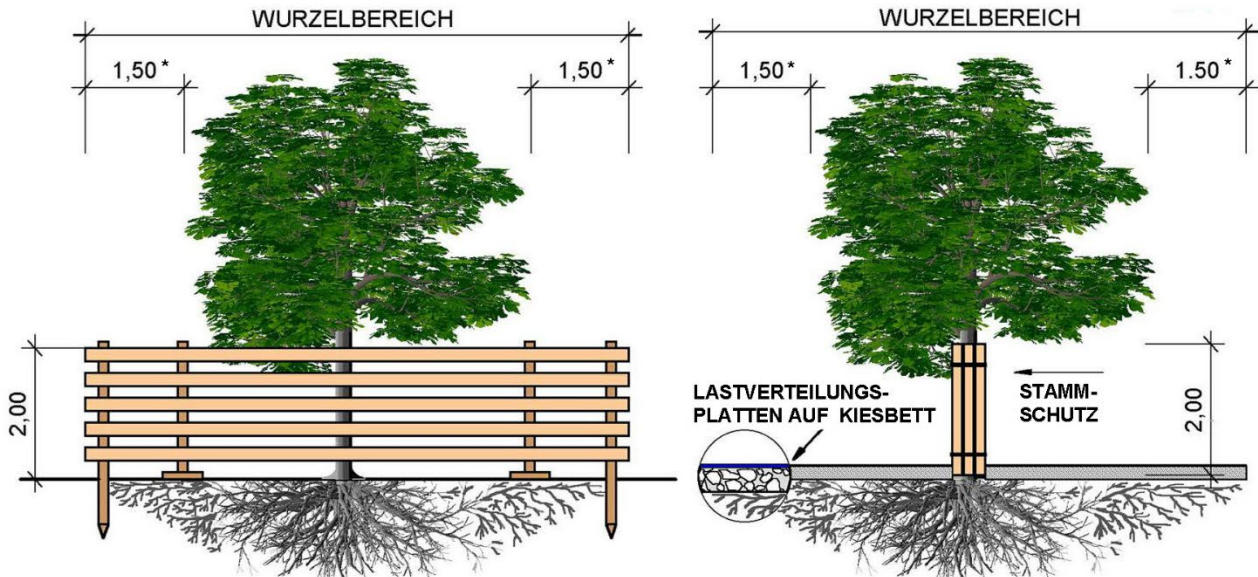 WURZELBEREICH
1,50*
1,50*
2,00
WURZELBEREICH
1,50*
1.50*
LASTVERTEILUNGS-
PLATTEN AUF KIESBETT
STAMM-
SCHUTZ
2,00